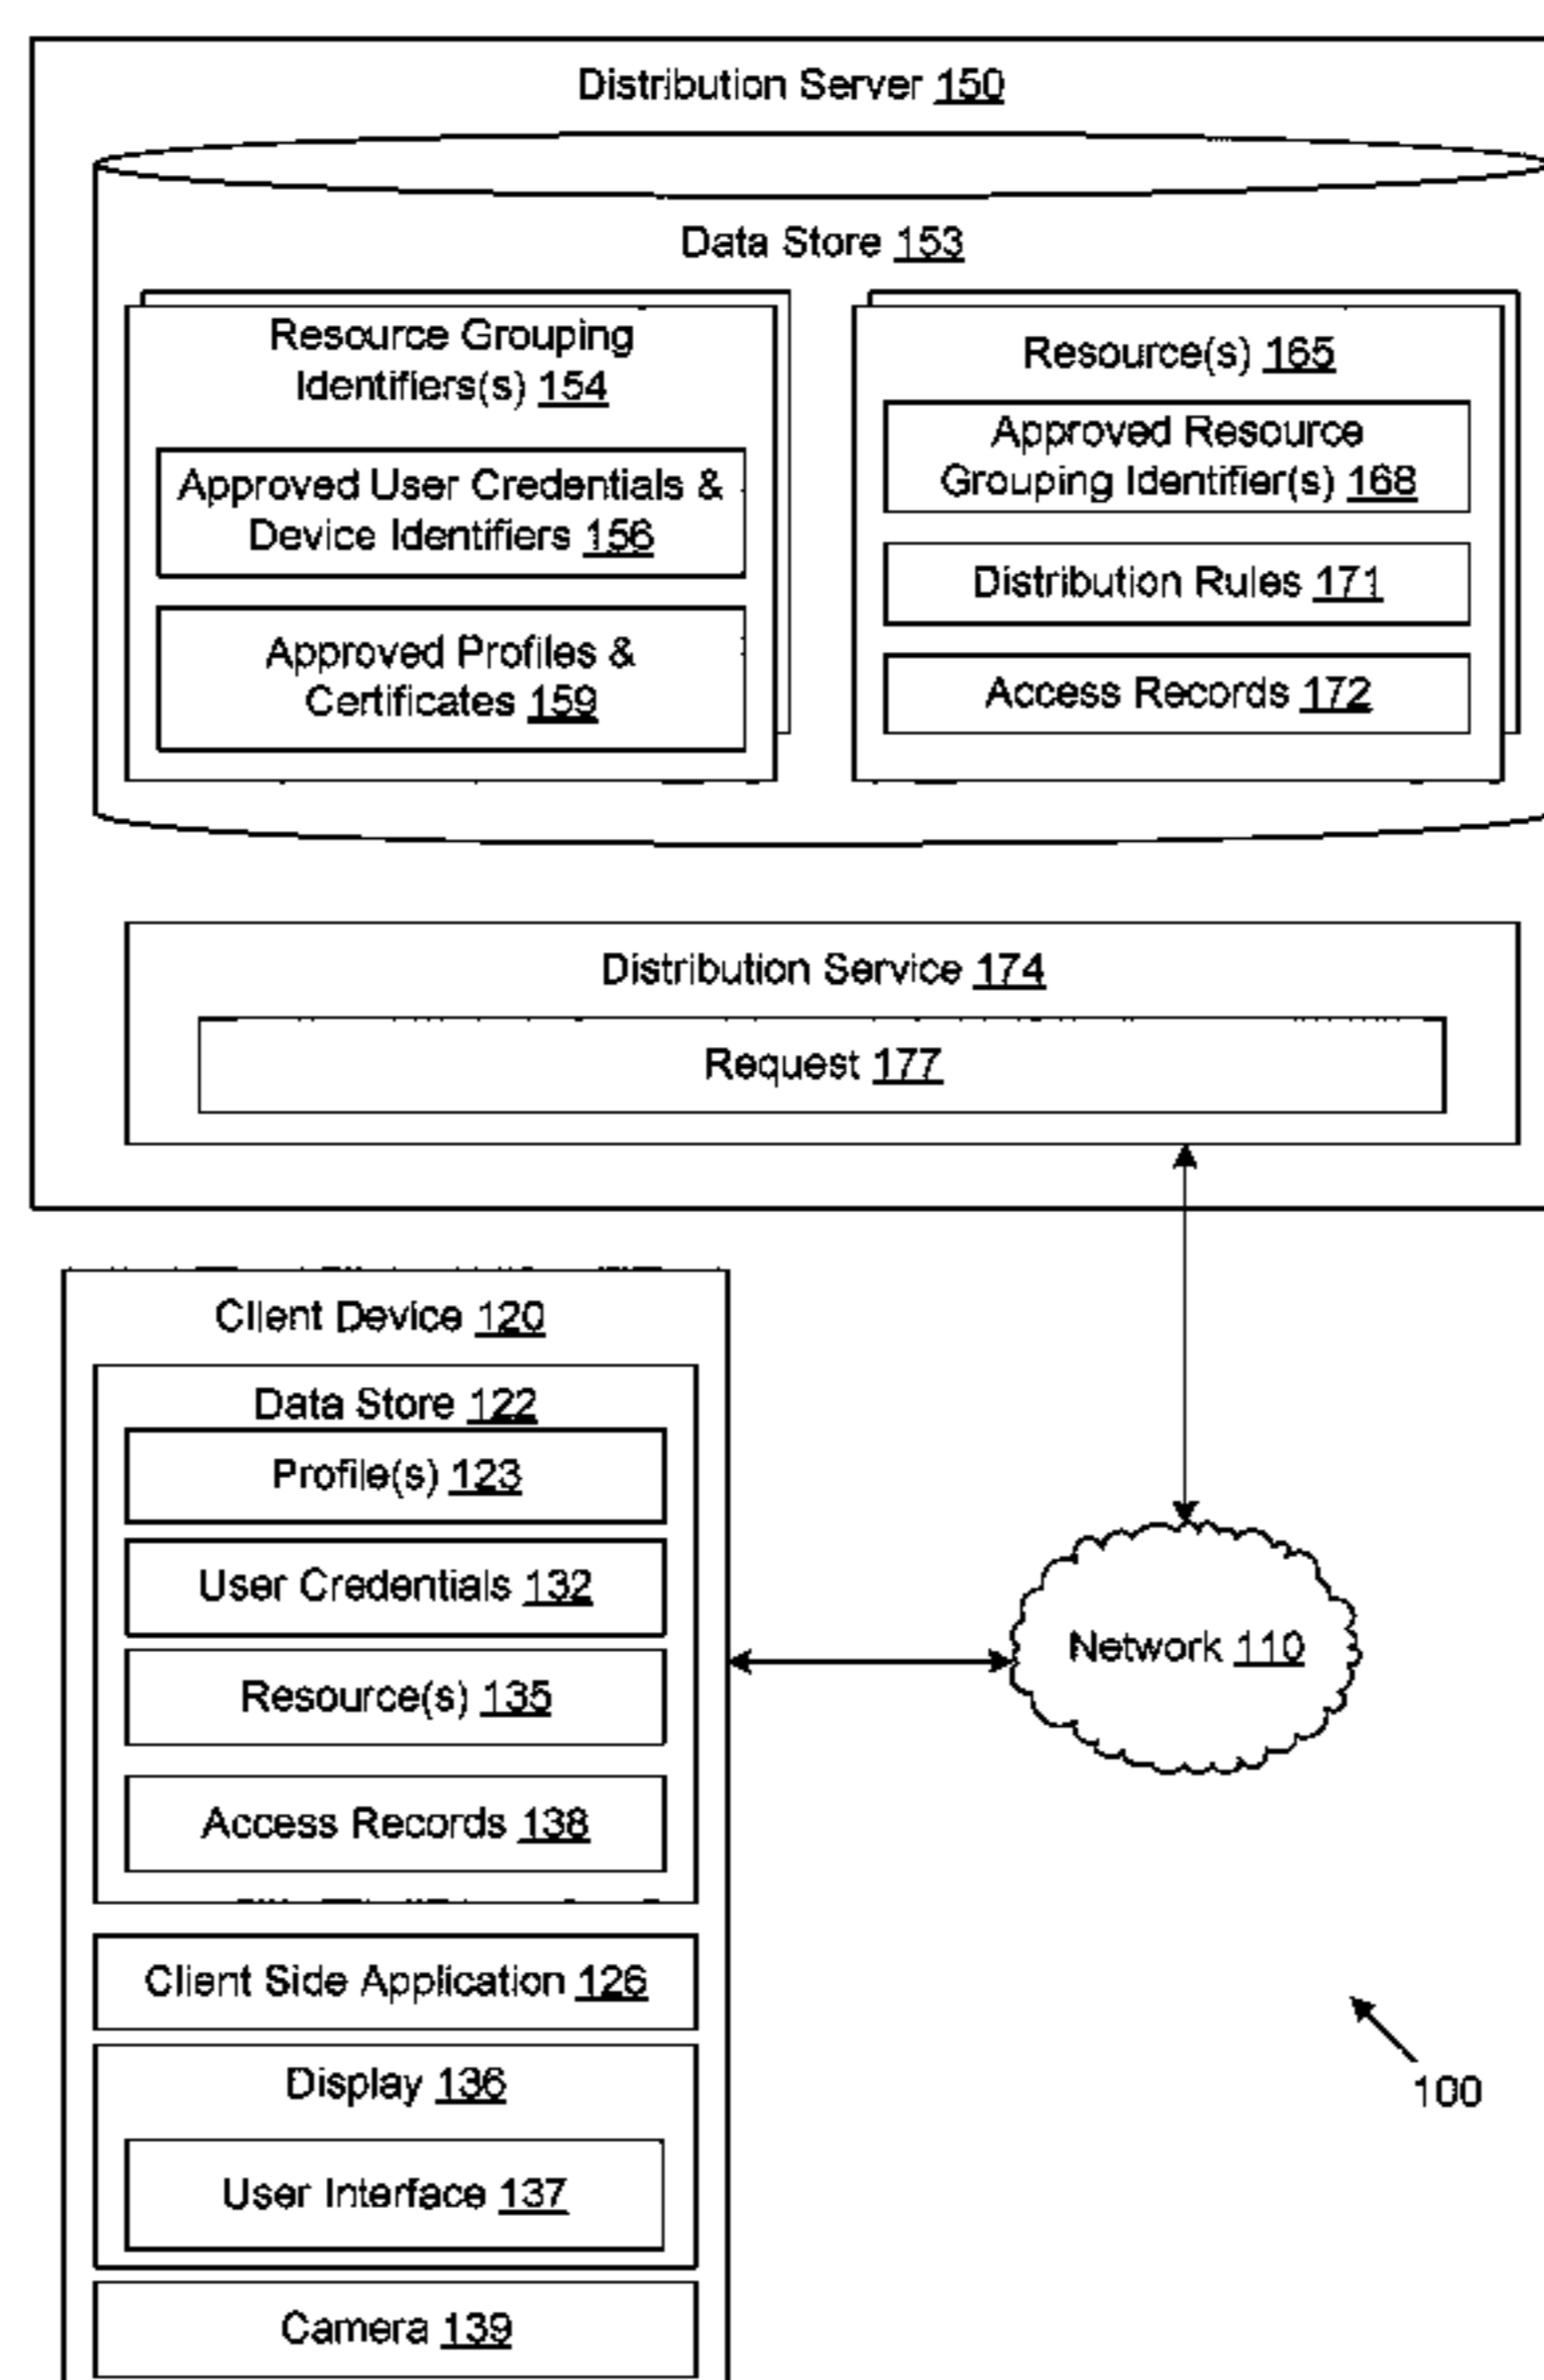 Distribution Server 150
Data Store 153
Resource Grouping
Identifiers(s) 154
Approved User Credentials &
Device Identifiers 156
Approved Profiles &
Certificates 159
Resource(s) 165
Approved Resource
Grouping Identifier(s) 168
Distribution Rules 171
Access Records 172
Distribution Service 174
Request 177
Client Device 120
Data Store 122
Profile(s) 123
User Credentials 132
Resource(s) 135
Access Records 138
Client Side Application 126
Display 136
User Interface 137
Camera 139
Network 110
100